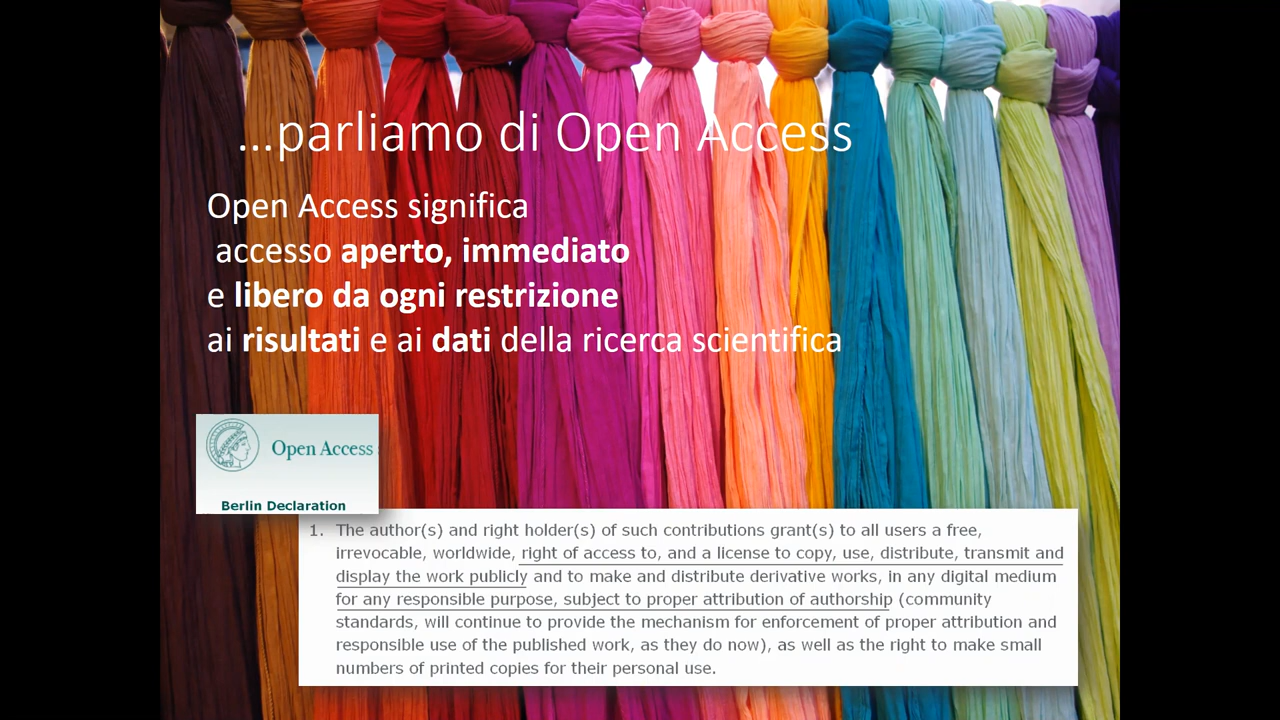 ...parliamo di Open Access
Open Access significa
accesso aperto, immediato
e libero da ogni restrizione
ai risultati e ai dati della ricerca scientifica
Open Access
Berlin Declaration
1. The author(s) and right holder(s) of such contributions grant(s) to all users a free,
irrevocable, worldwide, right of access to, and a license to copy, use, distribute, transmit and
display the work publicly and to make and distribute derivative works, in any digital medium
for any responsible purpose, subject to proper attribution of authorship (community
standards, will continue to provide the mechanism for enforcement of proper attribution and
responsible use of the published work, as they do now), as well as the right to make small
numbers of printed copies for their personal use.